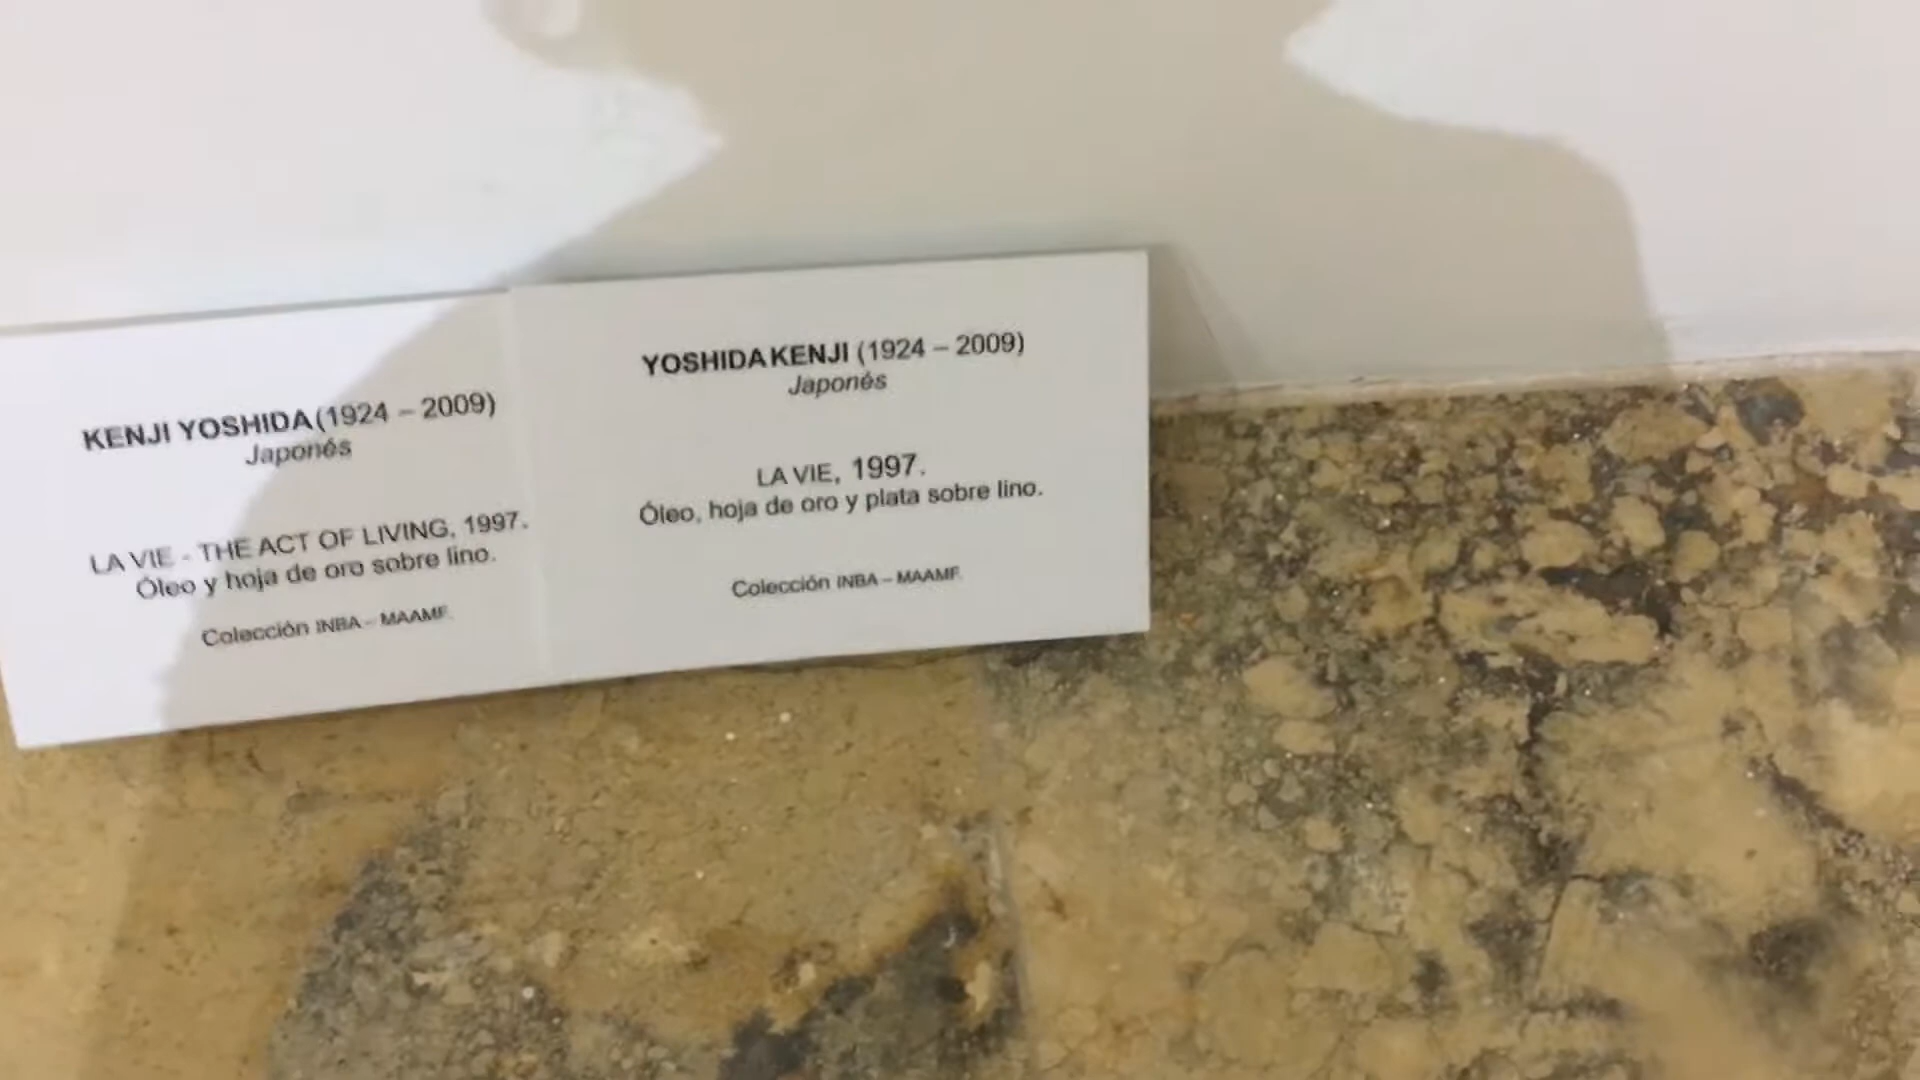 KENJI YOSHIDA (1924 – 2009)
Japonés
LA VIE - THE ACT OF LIVING, 1997.
Óleo y hoja de oro sobre lino.
Colección INBA – MAAMF.
YOSHIDA KENJI (1924 – 2009)
Japonés
LA VIE, 1997.
Óleo, hoja de oro y plata sobre lino.
Colección INBA – MAAMF.